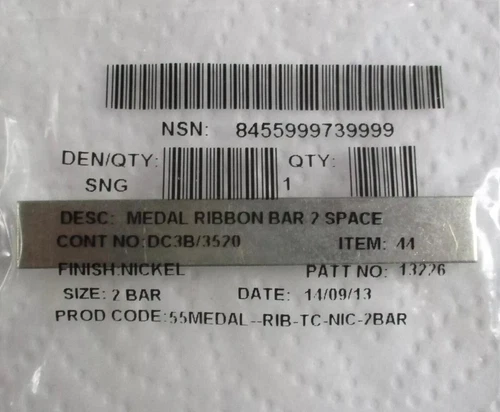 NSN: 8455999739999
DEN/QTY: QTY:
SNG 1
DESC: MEDAL RIBBON BAR 2 SPACE
CONT NO:DC3B/3520 ITEM: 44
FINISH:NICKEL PATT NO: 13226
SIZE: 2 BAR DATE: 14/09/13
PROD CODE:55MEDAL--RIB-TC-NIC-2BAR